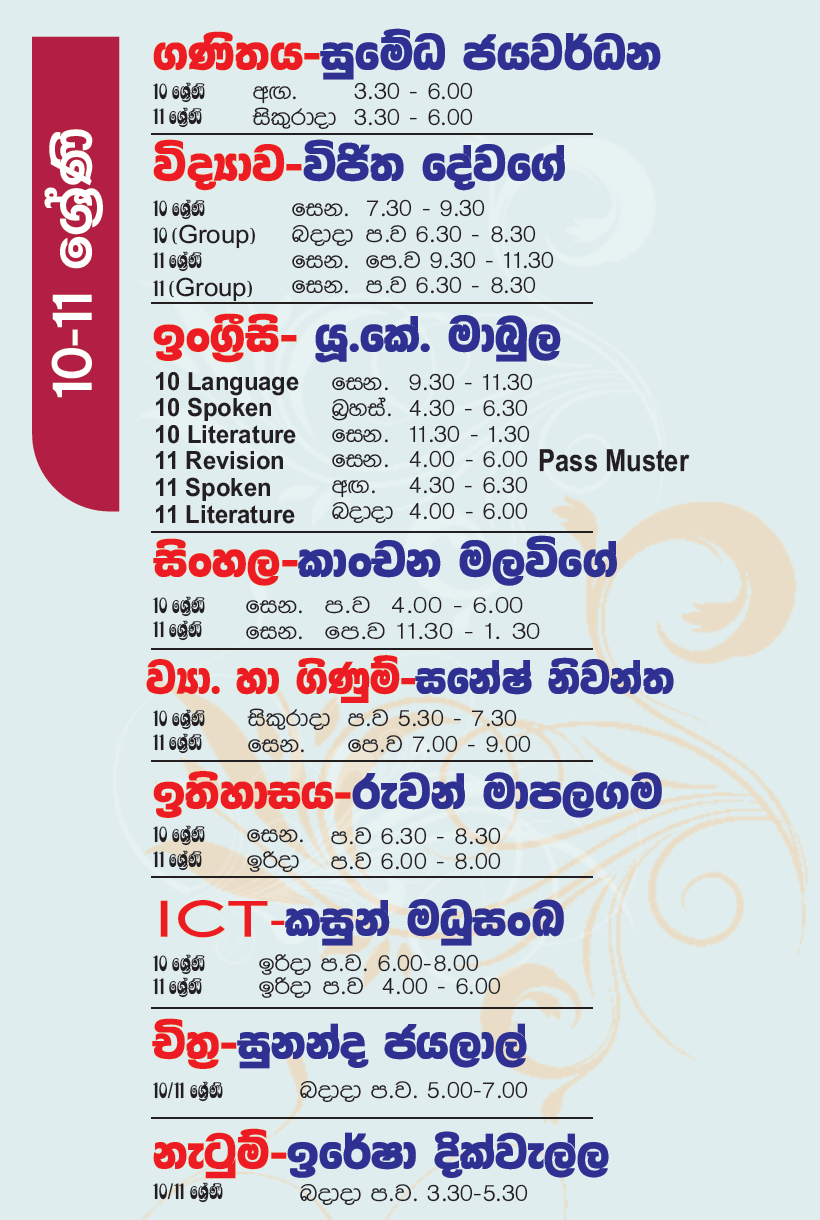 10-11 ශ්‍රේණි
ගණිතය-සුමේධ ජයවර්ධන
10 ශ්‍රේණි අඟ. 3.30 - 6.00
11 ශ්‍රේණි සිකුරාදා 3.30 - 6.00
විද්‍යාව-විජිත දේවගේ
10 ශ්‍රේණි සෙන. 7.30 - 9.30
10 (Group) බදාදා ප.ව 6.30 - 8.30
11 ශ්‍රේණි සෙන. පෙ.ව 9.30 - 11.30
11 (Group) සෙන. ප.ව 6.30 - 8.30
ඉංග්‍රීසි- යූ.කේ. මාබුල
10 Language සෙන. 9.30 - 11.30
10 Spoken බ්‍රහස්. 4.30 - 6.30
10 Literature සෙන. 11.30 - 1.30
11 Revision සෙන. 4.00 - 6.00 Pass Muster
11 Spoken අඟ. 4.30 - 6.30
11 Literature බදාදා 4.00 - 6.00
සිංහල-කාංචන මලවිගේ
10 ශ්‍රේණි සෙන. ප.ව 4.00 - 6.00
11 ශ්‍රේණි සෙන. පෙ.ව 11.30 - 1. 30
ව්‍යා. හා ගිණුම්-සනේෂ් නිවන්ත
10 ශ්‍රේණි සිකුරාදා ප.ව 5.30 - 7.30
11 ශ්‍රේණි සෙන. පෙ.ව 7.00 - 9.00
ඉතිහාසය-රුවන් මාපලගම
10 ශ්‍රේණි සෙන. ප.ව 6.30 - 8.30
11 ශ්‍රේණි ඉරිදා ප.ව 6.00 - 8.00
ICT-කසුන් මධුසංඛ
10 ශ්‍රේණි ඉරිදා ප.ව. 6.00-8.00
11 ශ්‍රේණි ඉරිදා ප.ව 4.00 - 6.00
චිත්‍ර-සුනන්ද ජයලාල්
10/11 ශ්‍රේණි බදාදා ප.ව. 5.00-7.00
නැටුම්-ඉරේෂා දික්වැල්ල
10/11 ශ්‍රේණි බදාදා ප.ව. 3.30-5.30